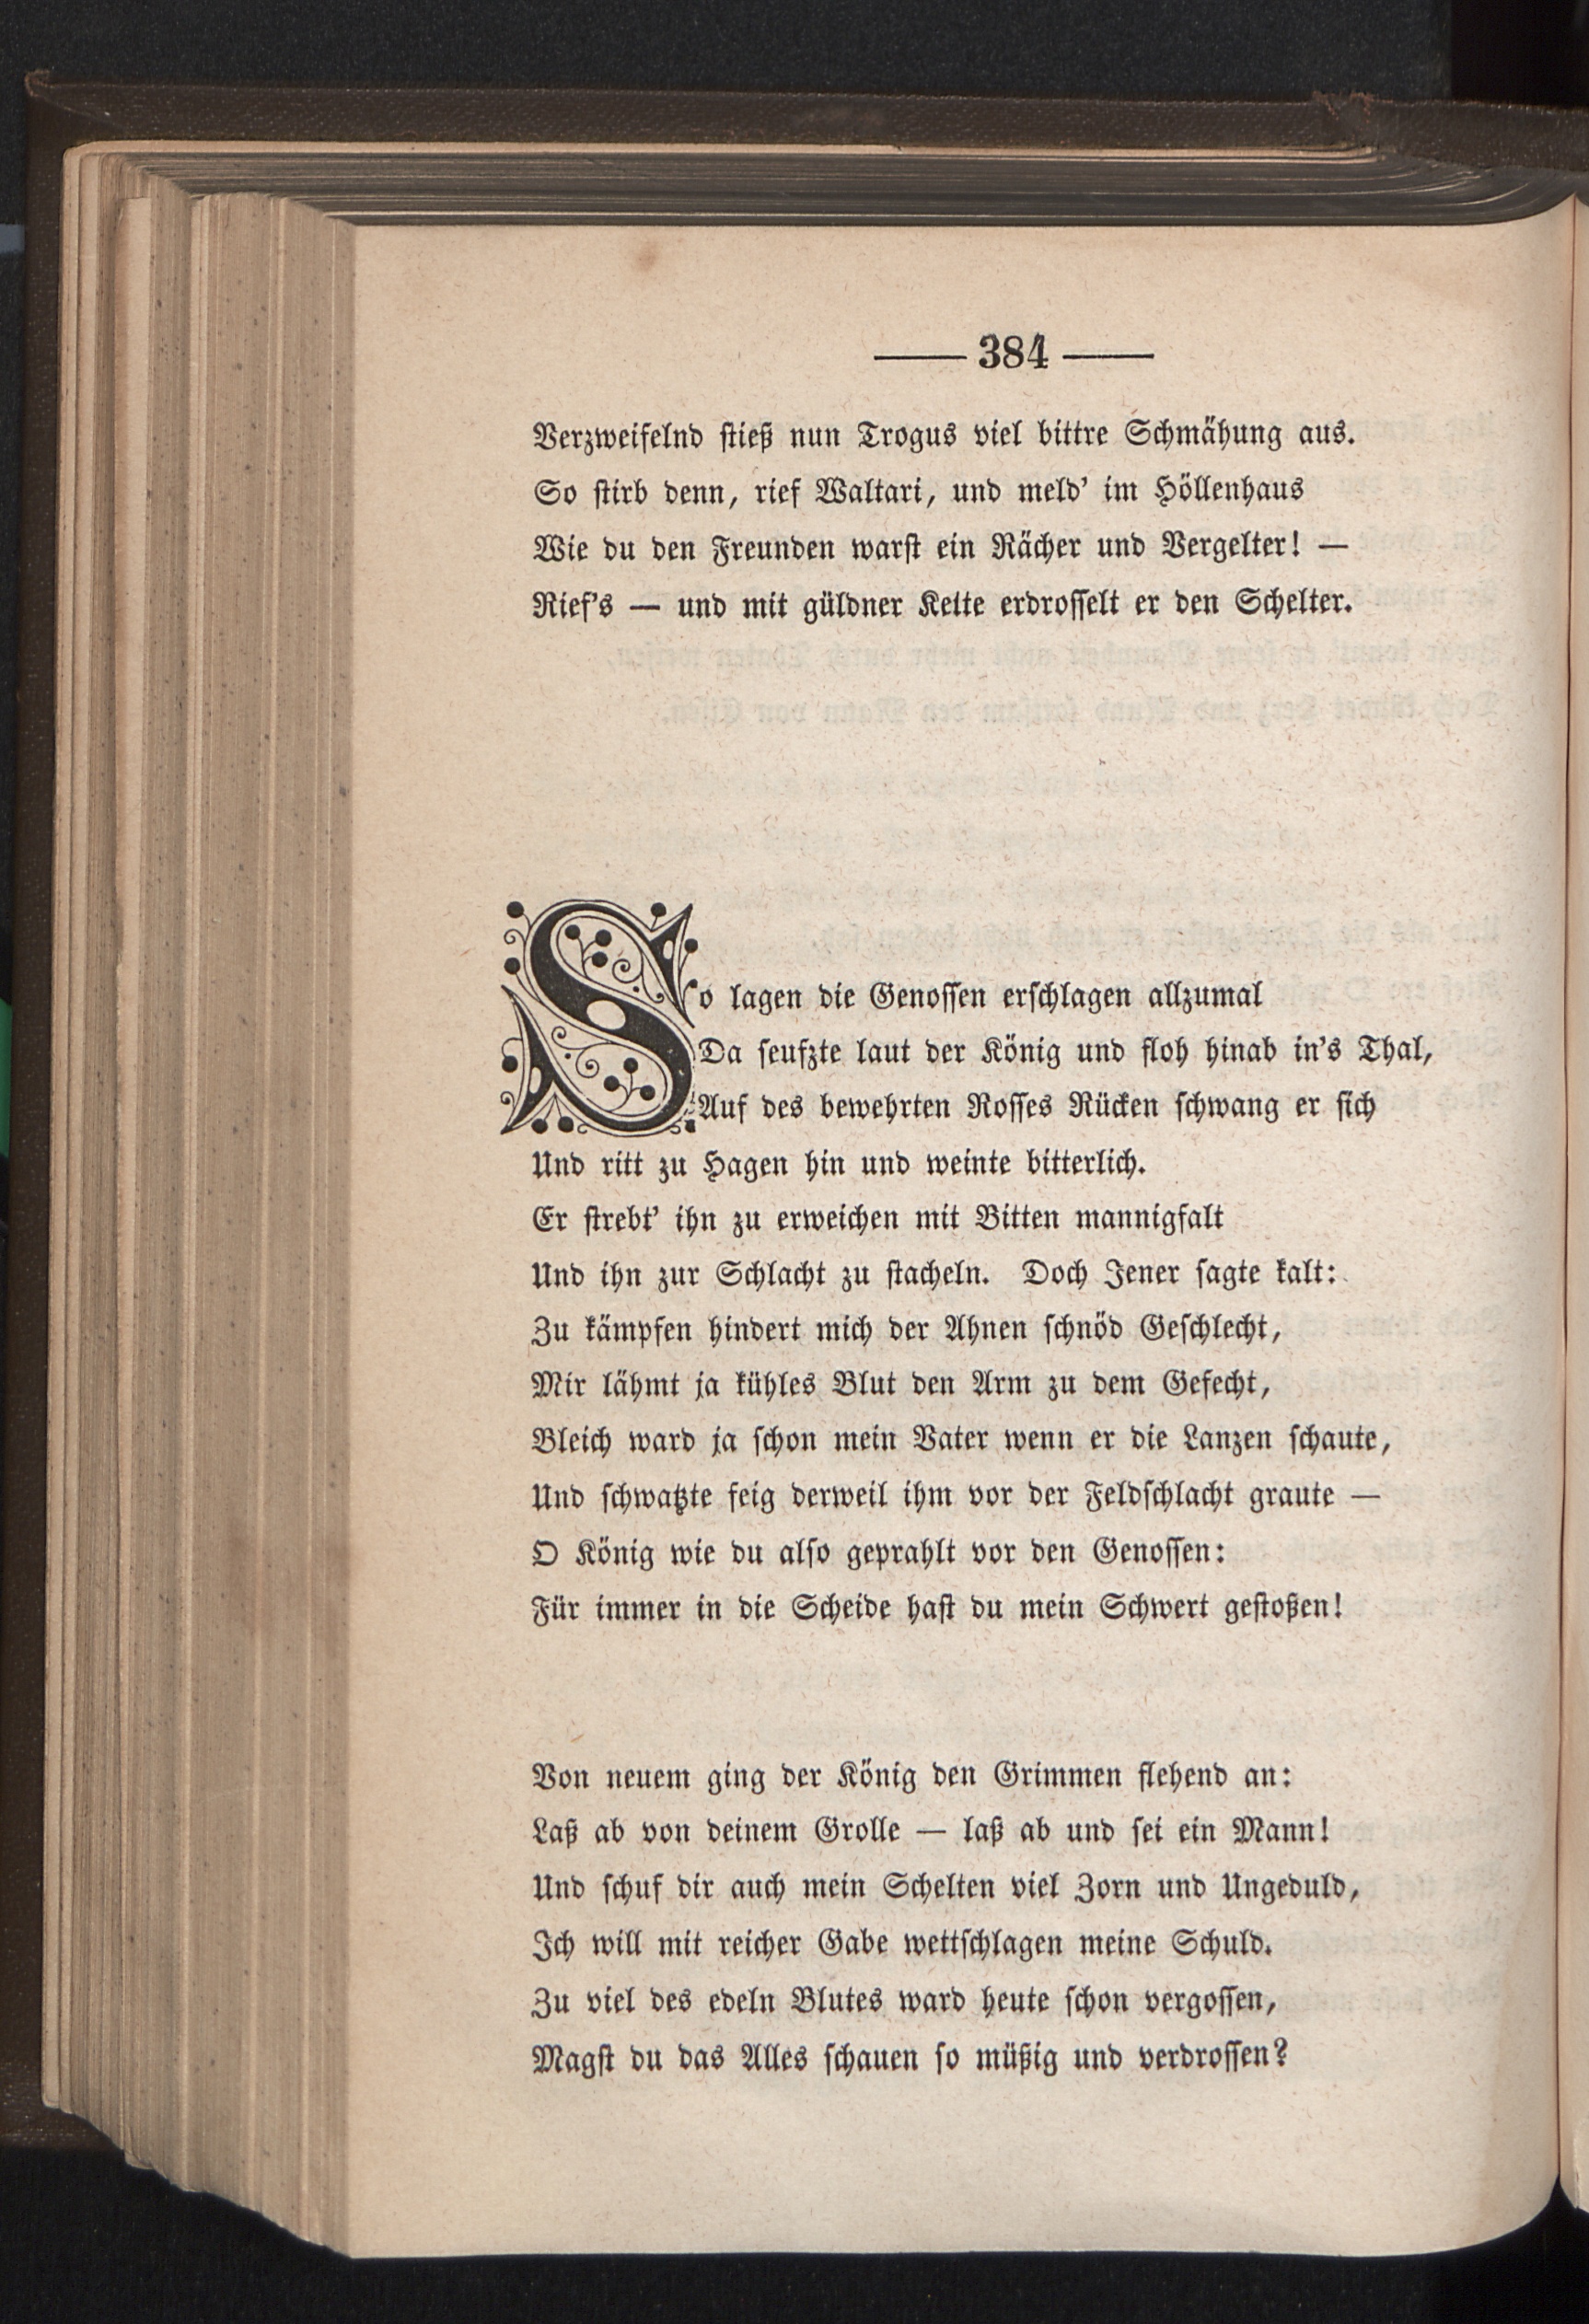 — 384 —
Verzweifelnd stieß nun Trogus viel bittre Schmähung aus.
So stirb denn, rief Waltari, und meld' im Höllenhaus
Wie du den Freunden warst ein Rächer und Vergelter! —
Rief's — und mit güldner Kette erdrosselt er den Schelter.
So lagen die Genossen erschlagen allzumal
Da seufzte laut der König und floh hinab in's Thal,
Auf des bewehrten Rosses Rücken schwang er sich
Und ritt zu Hagen hin und weinte bitterlich.
Er strebt' ihn zu erweichen mit Bitten mannigfalt
Und ihn zur Schlacht zu stacheln. Doch Jener sagte kalt:
Zu kämpfen hindert mich der Ahnen schnöd Geschlecht,
Mir lähmt ja kühles Blut den Arm zu dem Gefecht,
Bleich ward ja schon mein Vater wenn er die Lanzen schaute,
Und schwatzte feig derweil ihm vor der Feldschlacht graute —
O König wie du also geprahlt vor den Genossen:
Für immer in die Scheide hast du mein Schwert gestoßen!
Von neuem ging der König den Grimmen flehend an:
Laß ab von deinem Grolle — laß ab und sei ein Mann!
Und schuf dir auch mein Schelten viel Zorn und Ungeduld,
Ich will mit reicher Gabe wettschlagen meine Schuld.
Zu viel des edeln Blutes ward heute schon vergossen,
Magst du das Alles schauen so müßig und verdrossen?